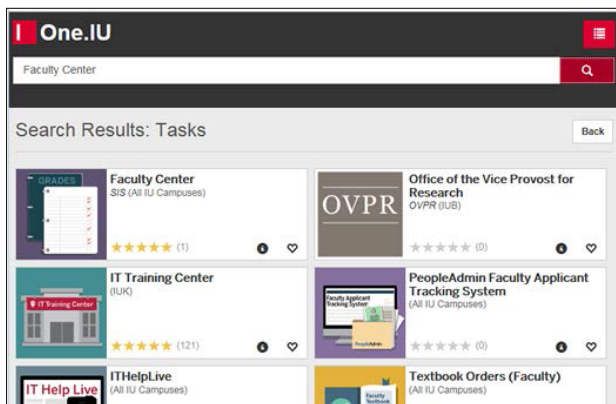 I One.IU
Faculty Center
Search Results: Tasks
Back
GRADES
Faculty Center
SIS (All IU Campuses)
(1)
OVPR
Office of the Vice Provost for
Research
OVPR (IUB)
(0)
IT Training Center
IT Training Center
(IUK)
(121)
Faculty Applicant
Tracking System
PeopleAdmin
PeopleAdmin Faculty Applicant
Tracking System
(All IU Campuses)
(0)
IT Help Live
ITHelpLive
(All IU Campuses)
Faculty
Textbook
Textbook Orders (Faculty)
(All IU Campuses)